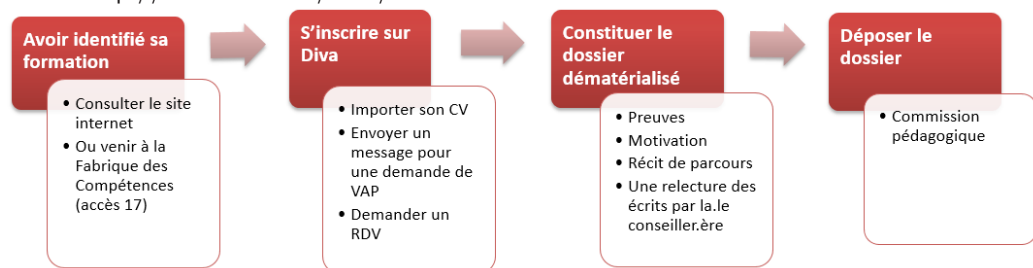 Avoir identifié sa
formation
• Consulter le site
internet
• Ou venir à la
Fabrique des
Compétences
(accès 17)
S'inscrire sur
Diva
• Importer son CV
• Envoyer un
message pour
une demande de
VAP
• Demander un
RDV
Constituer le
dossier
dématérialisé
• Preuves
• Motivation
• Récit de parcours
• Une relecture des
écrits par la.le
conseiller.ère
Déposer le
dossier
• Commission
pédagogique